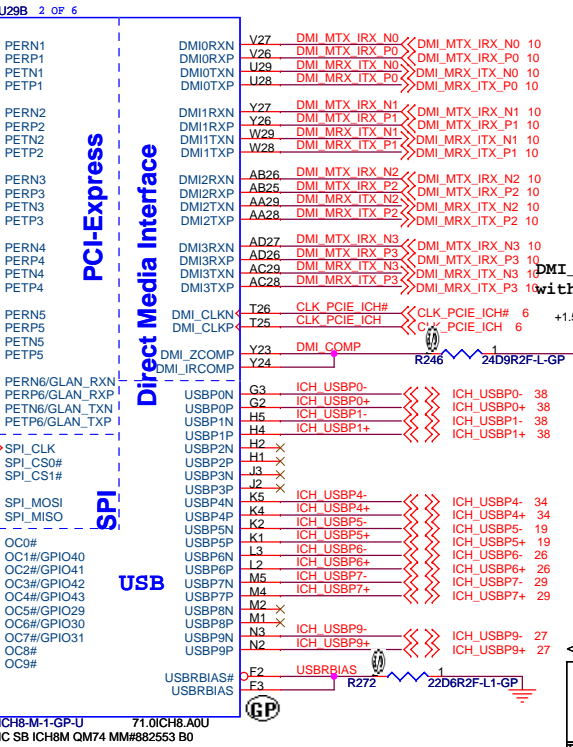 U29B 2 OF 6
PERN1 DMI0RXN V27 DMI_MTX_IRX_N0 DMI_MTX_IRX_N0 10
PERP1 DMI0RXP V26 DMI_MTX_IRX_P0 DMI_MTX_IRX_P0 10
PETN1 DMI0TXN U29 DMI_MRX_ITX_N0 DMI_MRX_ITX_N0 10
PETP1 DMI0TXP U28 DMI_MRX_ITX_P0 DMI_MRX_ITX_P0 10
PERN2 DMI1RXN Y27 DMI_MTX_IRX_N1 DMI_MTX_IRX_N1 10
PERP2 DMI1RXP Y26 DMI_MTX_IRX_P1 DMI_MTX_IRX_P1 10
PETN2 DMI1TXN W29 DMI_MRX_ITX_N1 DMI_MRX_ITX_N1 10
PETP2 DMI1TXP W28 DMI_MRX_ITX_P1 DMI_MRX_ITX_P1 10
PERN3 DMI2RXN AB26 DMI_MTX_IRX_N2 DMI_MTX_IRX_N2 10
PERP3 DMI2RXP AB25 DMI_MTX_IRX_P2 DMI_MTX_IRX_P2 10
PETN3 DMI2TXN AA29 DMI_MRX_ITX_N2 DMI_MRX_ITX_N2 10
PETP3 DMI2TXP AA28 DMI_MRX_ITX_P2 DMI_MRX_ITX_P2 10
PERN4 DMI3RXN AD27 DMI_MTX_IRX_N3 DMI_MTX_IRX_N3 10
PERP4 DMI3RXP AD26 DMI_MTX_IRX_P3 DMI_MTX_IRX_P3 10
PETN4 DMI3TXN AC29 DMI_MRX_ITX_N3 DMI_MRX_ITX_N3 10 DMI_
PETP4 DMI3TXP AC28 DMI_MRX_ITX_P3 DMI_MRX_ITX_P3 10 with
PERN5 DMI_CLKN T26 CLK_PCIE_ICH# CLK_PCIE_ICH# 6 +1.5
PERP5 DMI_CLKP T25 CLK_PCIE_ICH CLK_PCIE_ICH 6
PETN5
PETP5 DMI_ZCOMP Y23 DMI_COMP R246 1 24D9R2F-L-GP
DMI_IRCOMP Y24
PCI-Express
Direct Media Interface
PERN6/GLAN_RXN USBP0N G3 ICH_USBP0- ICH_USBP0- 38
PERP6/GLAN_RXP USBP0P G2 ICH_USBP0+ ICH_USBP0+ 38
PETN6/GLAN_TXN USBP1N H5 ICH_USBP1- ICH_USBP1- 38
PETP6/GLAN_TXP USBP1P H4 ICH_USBP1+ ICH_USBP1+ 38
SPI_CLK USBP2N H2
SPI_CS0# USBP2P H1
SPI_CS1# USBP3N J3
USBP3P J2
SPI_MOSI USBP4N K5 ICH_USBP4- ICH_USBP4- 34
SPI_MISO USBP4P K4 ICH_USBP4+ ICH_USBP4+ 34
SPI
USBP5N K2 ICH_USBP5- ICH_USBP5- 19
OC0# USBP5P K1 ICH_USBP5+ ICH_USBP5+ 19
OC1#/GPIO40 USBP6N L3 ICH_USBP6- ICH_USBP6- 26
OC2#/GPIO41 USBP6P L2 ICH_USBP6+ ICH_USBP6+ 26
OC3#/GPIO42 USBP7N M5 ICH_USBP7- ICH_USBP7- 29
OC4#/GPIO43 USBP7P M4 ICH_USBP7+ ICH_USBP7+ 29
USB
OC5#/GPIO29 USBP8N M2
OC6#/GPIO30 USBP8P M1
OC7#/GPIO31 USBP9N N3 ICH_USBP9- ICH_USBP9- 27
OC8# USBP9P N2 ICH_USBP9+ ICH_USBP9+ 27
OC9#
USBRBIAS# F2 USBRBIAS R272 1 22D6R2F-L1-GP
USBRBIAS F3
GP
ICH8-M-1-GP-U 71.0ICH8.A0U
IC SB ICH8M QM74 MM#882553 B0